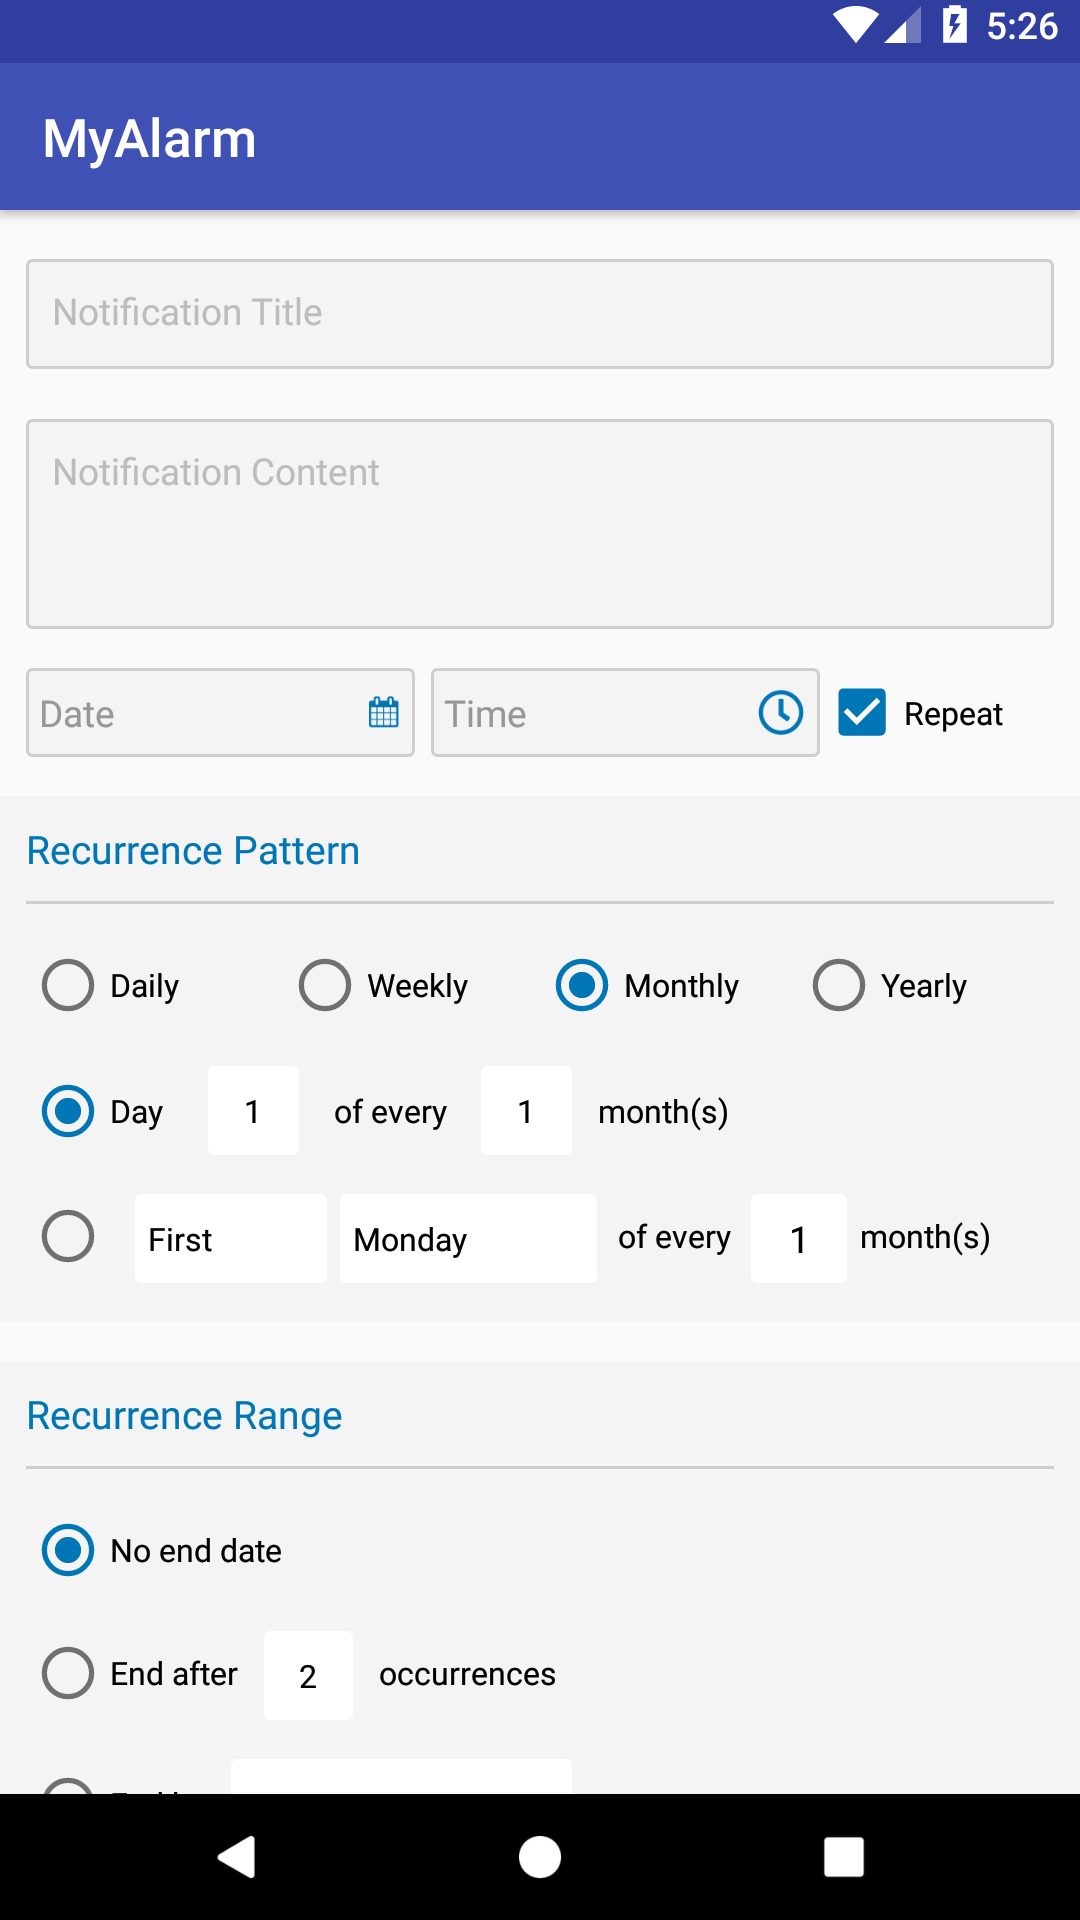 5:26
MyAlarm
Notification Title
Notification Content
Date Time Repeat
Recurrence Pattern
Daily Weekly Monthly Yearly
Day 1 of every 1 month(s)
First Monday of every 1 month(s)
Recurrence Range
No end date
End after 2 occurrences